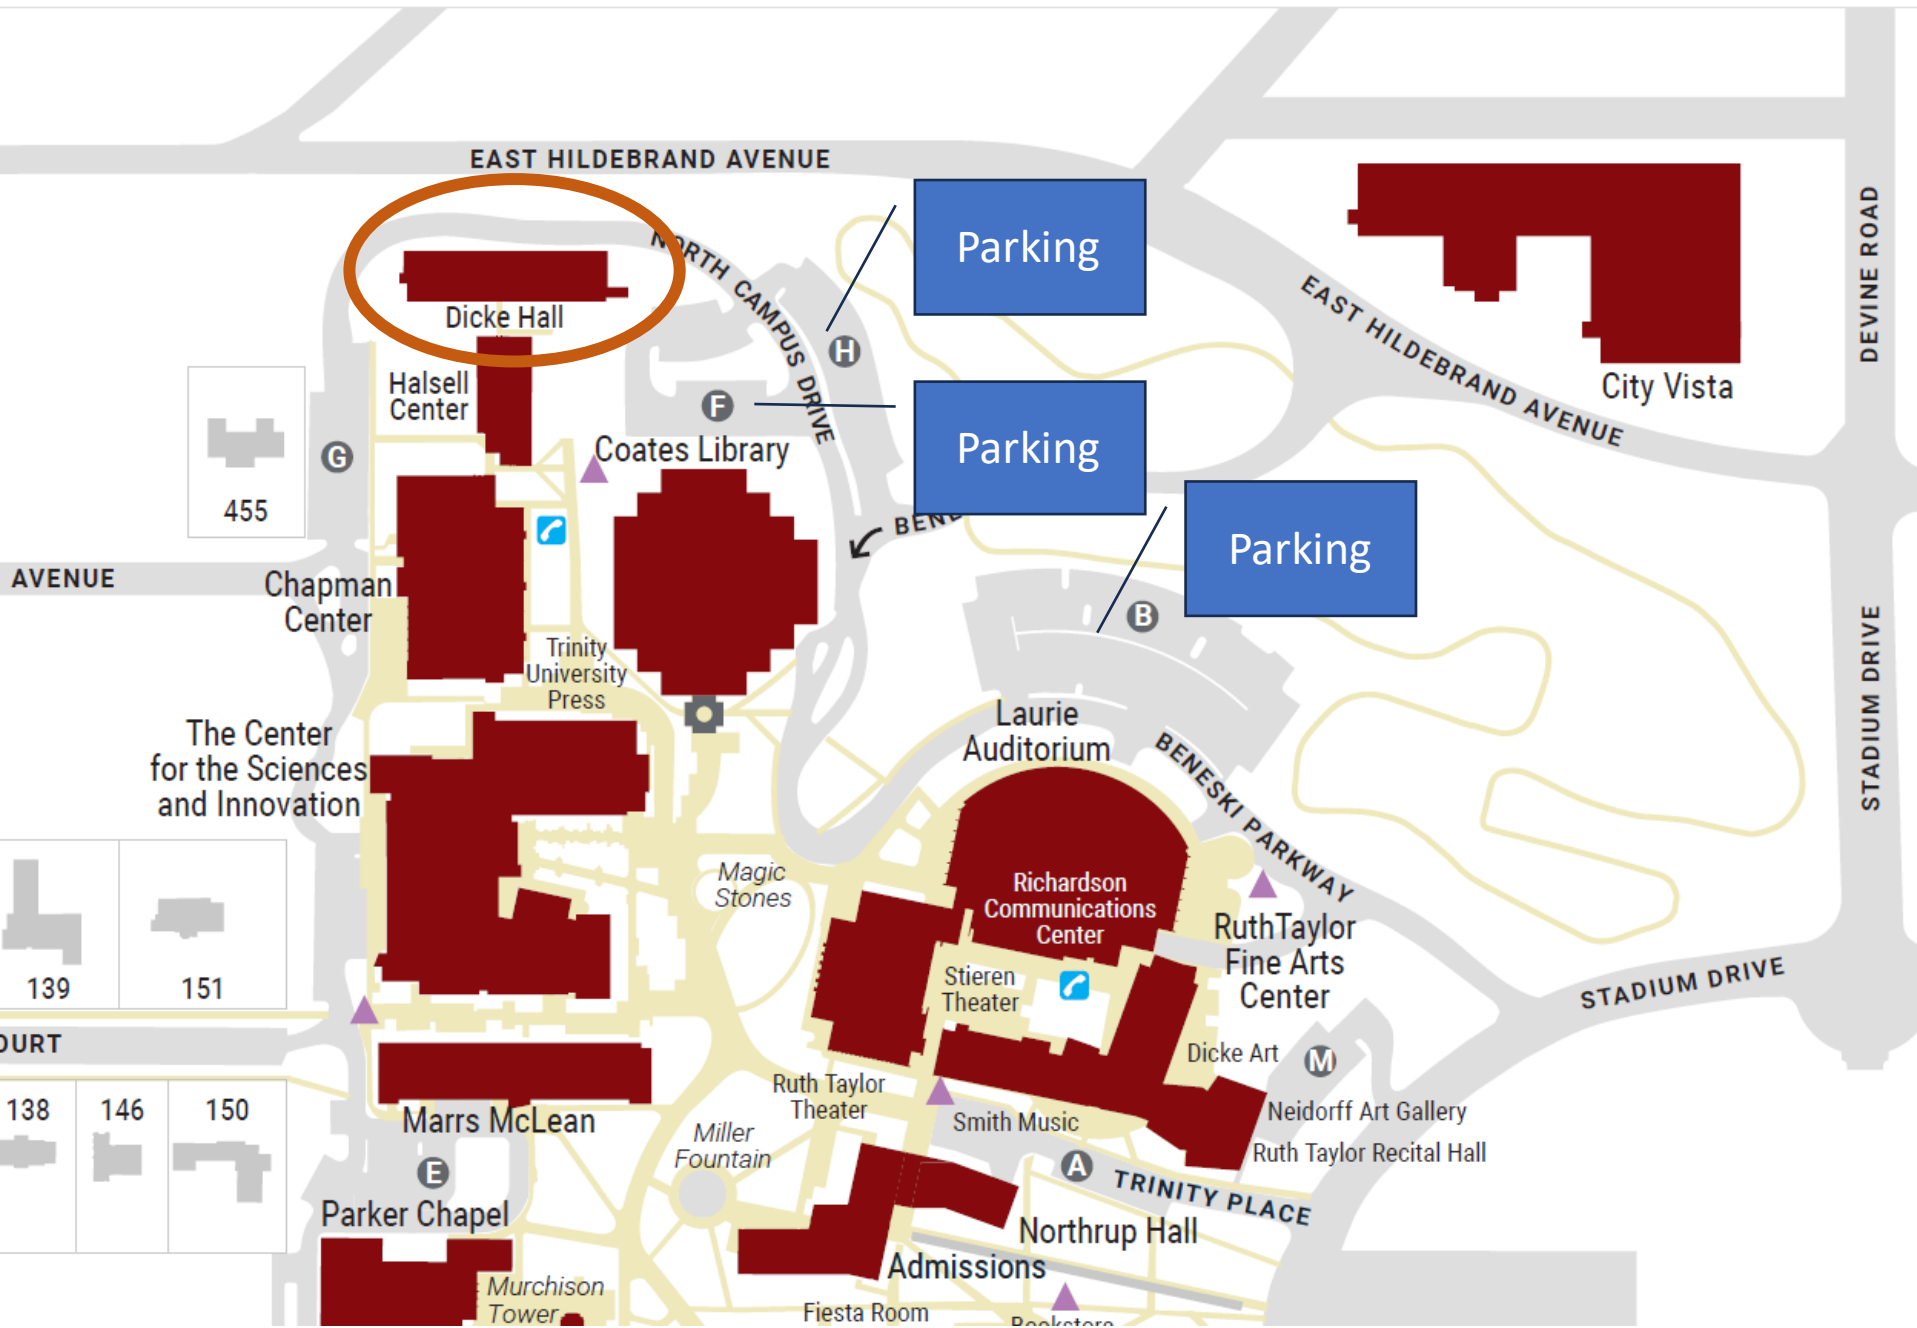 EAST HILDEBRAND AVENUE
Parking
NORTH CAMPUS DRIVE
DEVINE ROAD
EAST HILDEBRAND AVENUE
Dicke Hall
H
City Vista
Halsell
Center
F
Parking
Coates Library
G
455
BENE
Parking
AVENUE
Chapman
Center
B
Trinity
University
Press
STADIUM DRIVE
Laurie
Auditorium
The Center
for the Sciences
and Innovation
BENESKI PARKWAY
Magic
Stones
Richardson
Communications
Center
RuthTaylor
Fine Arts
Center
Stieren
Theater
139
151
STADIUM DRIVE
OURT
Dicke Art
M
Ruth Taylor
Theater
Smith Music
Neidorff Art Gallery
Ruth Taylor Recital Hall
138
146
150
Marrs McLean
Miller
Fountain
E
A
TRINITY PLACE
Parker Chapel
Northrup Hall
Admissions
Murchison
Tower
Fiesta Room
Bookstore